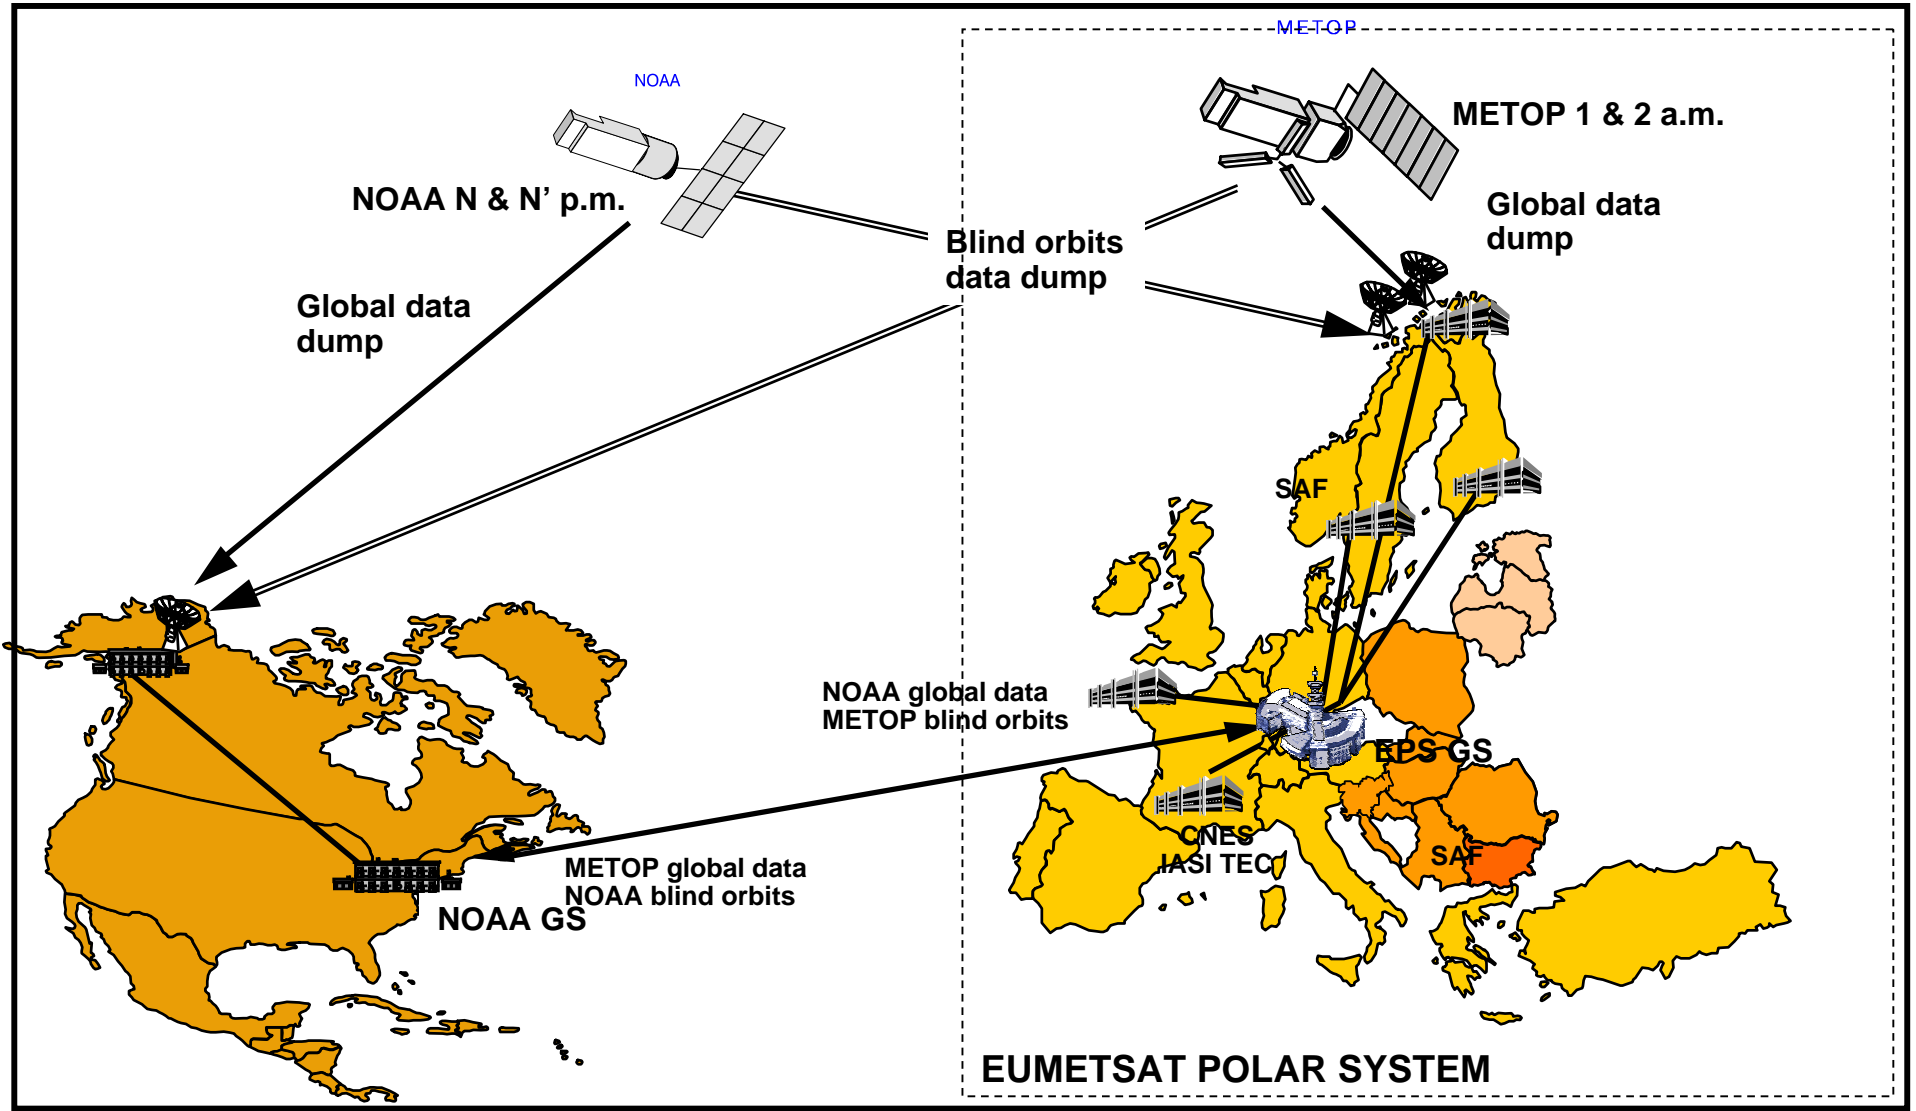 METOP
NOAA
METOP 1 & 2 a.m.
NOAA N & N’ p.m.
Global data
dump
Blind orbits
data dump
Global data
dump
SAF
NOAA global data
METOP blind orbits
EPS GS
CNES
IASI TEC
SAF
METOP global data
NOAA blind orbits
NOAA GS
EUMETSAT POLAR SYSTEM